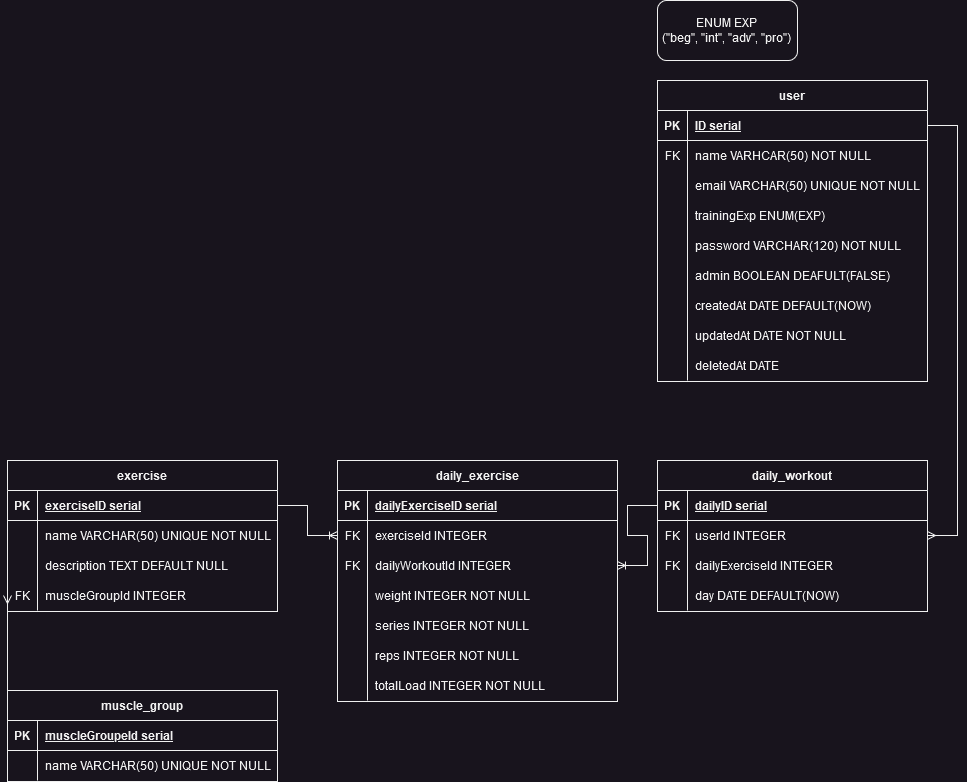 ENUM EXP
("beg", "int", "adv", "pro")
user
PK ID serial
FK name VARHCAR(50) NOT NULL
email VARCHAR(50) UNIQUE NOT NULL
trainingExp ENUM(EXP)
password VARCHAR(120) NOT NULL
admin BOOLEAN DEAFULT(FALSE)
createdAt DATE DEFAULT(NOW)
updatedAt DATE NOT NULL
deletedAt DATE
exercise
PK exerciseID serial
name VARCHAR(50) UNIQUE NOT NULL
description TEXT DEFAULT NULL
FK muscleGroupId INTEGER
daily_exercise
PK dailyExerciseID serial
FK exerciseId INTEGER
FK dailyWorkoutId INTEGER
weight INTEGER NOT NULL
series INTEGER NOT NULL
reps INTEGER NOT NULL
totalLoad INTEGER NOT NULL
daily_workout
PK dailyID serial
FK userId INTEGER
FK dailyExerciseId INTEGER
day DATE DEFAULT(NOW)
muscle_group
PK muscleGroupeId serial
name VARCHAR(50) UNIQUE NOT NULL